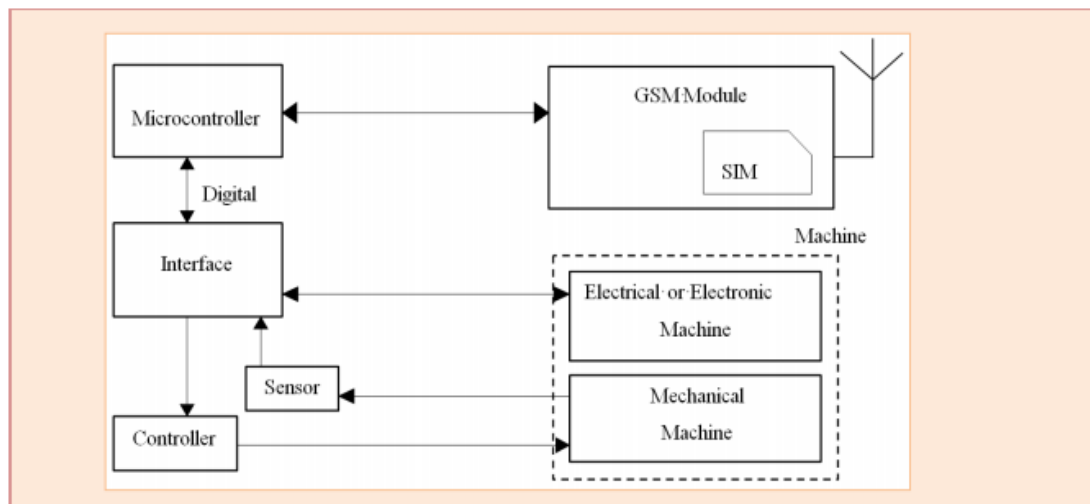 GSM Module
Microcontroller
SIM
Digital
Machine
Interface
Electrical or Electronic
Machine
Sensor
Mechanical
Machine
Controller